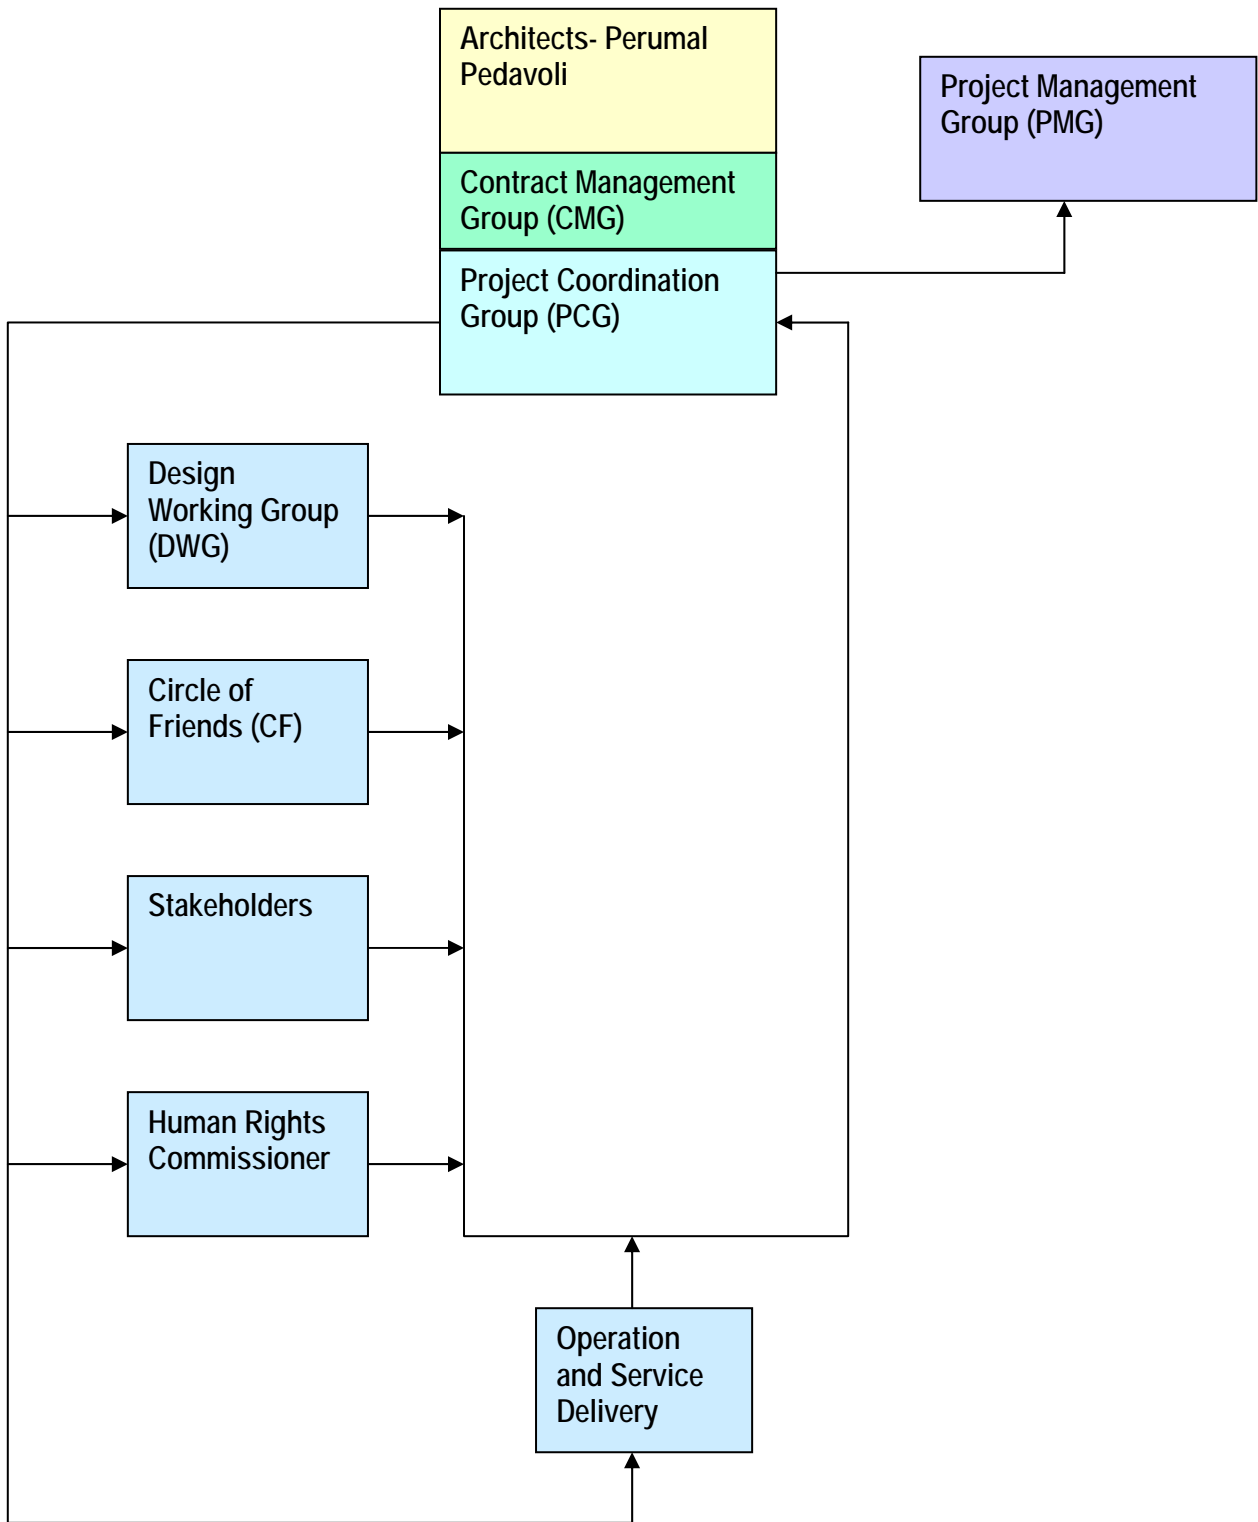 Architects- Perumal
Pedavoli
Project Management
Group (PMG)
Contract Management
Group (CMG)
Project Coordination
Group (PCG)
Design
Working Group
(DWG)
Circle of
Friends (CF)
Stakeholders
Human Rights
Commissioner
Operation
and Service
Delivery